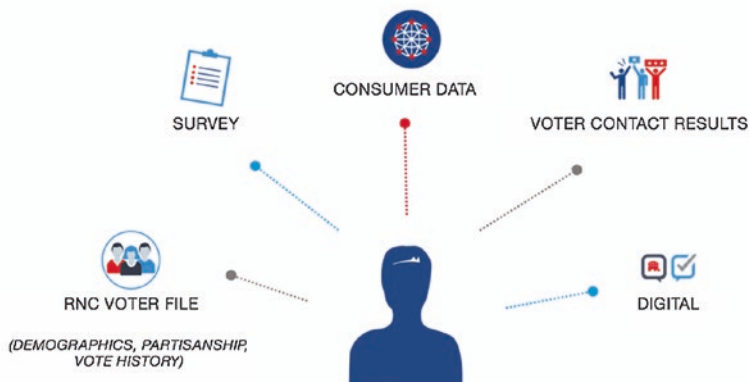 CONSUMER DATA
SURVEY
VOTER CONTACT RESULTS
RNC VOTER FILE
DIGITAL
(DEMOGRAPHICS, PARTISANSHIP,
VOTE HISTORY)